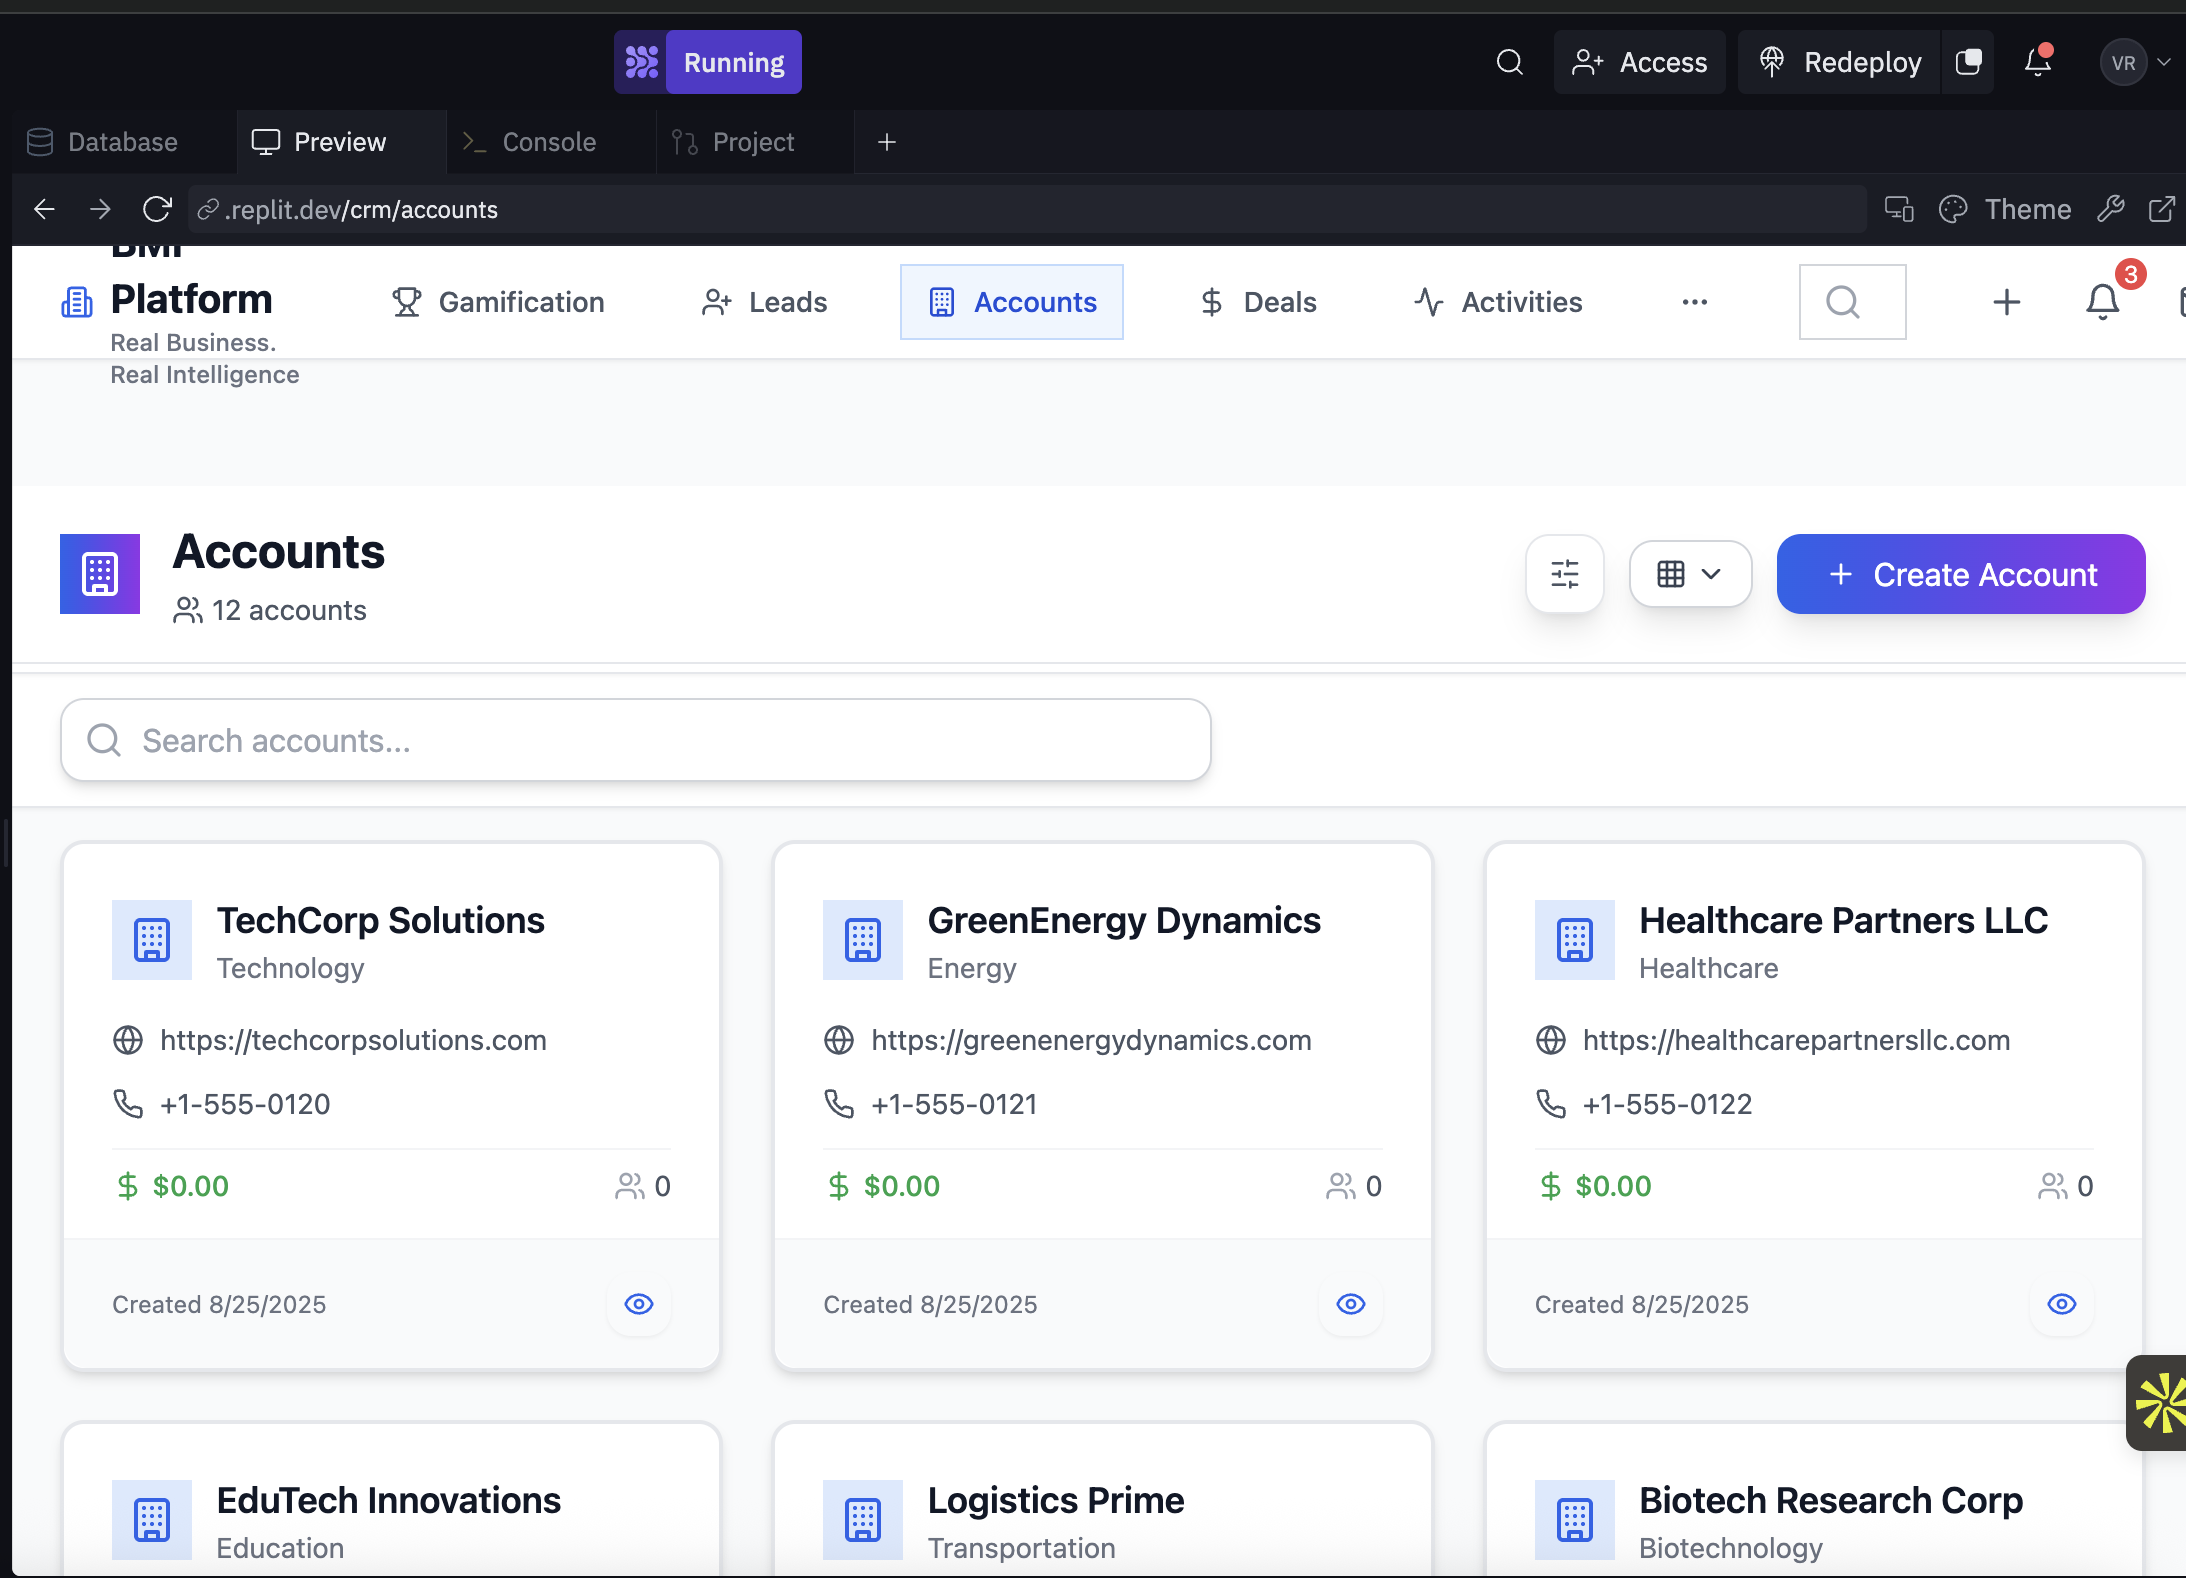 Running
Access
Redeploy
VR
Database
Preview
Console
Project
.replit.dev/crm/accounts
Theme
BMI
Platform
Real Business.
Real Intelligence
Gamification
Leads
Accounts
Deals
Activities
3
Accounts
12 accounts
Create Account
Search accounts...
TechCorp Solutions
Technology
https://techcorpsolutions.com
+1-555-0120
$0.00
0
Created 8/25/2025
GreenEnergy Dynamics
Energy
https://greenenergydynamics.com
+1-555-0121
$0.00
0
Created 8/25/2025
Healthcare Partners LLC
Healthcare
https://healthcarepartnersllc.com
+1-555-0122
$0.00
0
Created 8/25/2025
EduTech Innovations
Education
Logistics Prime
Transportation
Biotech Research Corp
Biotechnology